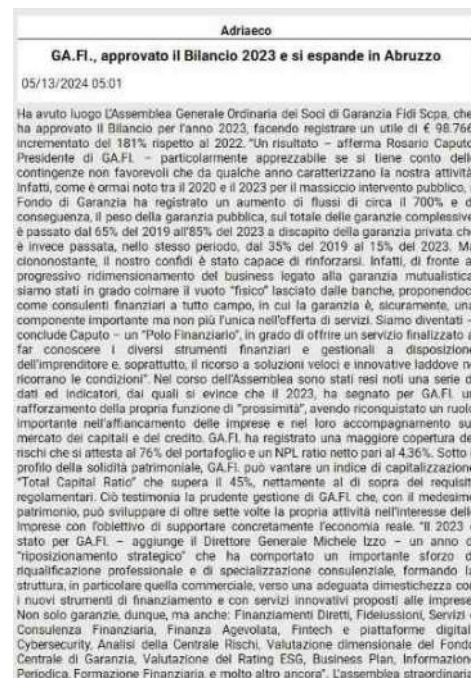 Adriaeco
GA.FI., approvato il Bilancio 2023 e si espande in Abruzzo
05/13/2024 05:01
Ha avuto luogo L'Assemblea Generale Ordinaria dei Soci di Garanzia Fidi Scpa, che
ha approvato il Bilancio per l'anno 2023, facendo registrare un utile di € 98.766
incrementato del 181% rispetto al 2022. "Un risultato – afferma Rosario Caputo
Presidente di GA.FI. – particolarmente apprezzabile se si tiene conto delle
contingenze non favorevoli che da qualche anno caratterizzano la nostra attività
Infatti, come è ormai noto tra il 2020 e il 2023 per il massiccio intervento pubblico, i
Fondo di Garanzia ha registrato un aumento di flussi di circa il 700% e d
conseguenza, il peso della garanzia pubblica, sul totale delle garanzie complessive
è passato dal 65% del 2019 all'85% del 2023 a discapito della garanzia privata che
è invece passata, nello stesso periodo, dal 35% del 2019 al 15% del 2023. Ma
ciononostante, il nostro confidi è stato capace di rinforzarsi. Infatti, di fronte a
progressivo ridimensionamento del business legato alla garanzia mutualistica
siamo stati in grado colmare il vuoto "fisico" lasciato dalle banche, proponendoc
come consulenti finanziari a tutto campo, in cui la garanzia è, sicuramente, una
componente importante ma non più l'unica nell'offerta di servizi. Siamo diventati –
conclude Caputo – un "Polo Finanziario", in grado di offrire un servizio finalizzato a
far conoscere i diversi strumenti finanziari e gestionali a disposizione
dell'imprenditore e, soprattutto, il ricorso a soluzioni veloci e innovative laddove ne
ricorrano le condizioni". Nel corso dell'Assemblea sono stati resi noti una serie d
dati ed indicatori, dai quali si evince che il 2023, ha segnato per GA.FI. un
rafforzamento della propria funzione di "prossimità", avendo riconquistato un ruolo
importante nell'affiancamento delle imprese e nel loro accompagnamento su
mercato dei capitali e del credito. GA.FI. ha registrato una maggiore copertura de
rischi che si attesta al 76% del portafoglio e un NPL ratio netto pari al 4,36%. Sotto i
profilo della solidità patrimoniale, GA.FI. può vantare un indice di capitalizzazione
"Total Capital Ratio" che supera il 45%, nettamente al di sopra dei requisit
regolamentari. Ciò testimonia la prudente gestione di GA.FI. che, con il medesimo
patrimonio, può sviluppare di oltre sette volte la propria attività nell'interesse delle
Imprese con l'obiettivo di supportare concretamente l'economia reale. "Il 2023 è
stato per GA.FI. – aggiunge il Direttore Generale Michele Izzo – un anno d
"riposizionamento strategico" che ha comportato un importante sforzo d
riqualificazione professionale e di specializzazione consulenziale, formando la
struttura, in particolare quella commerciale, verso una adeguata dimestichezza con
i nuovi strumenti di finanziamento e con servizi innovativi proposti alle imprese
Non solo garanzie, dunque, ma anche: Finanziamenti Diretti, Fideiussioni, Servizi d
Consulenza Finanziaria, Finanza Agevolata, Fintech e piattaforme digitali
Cybersecurity, Analisi della Centrale Rischi, Valutazione dimensionale del Fondo
Centrale di Garanzia, Valutazione del Rating ESG, Business Plan, Informazione
Periodica, Formazione Finanziaria, e molto altro ancora". L'assemblea straordinaria